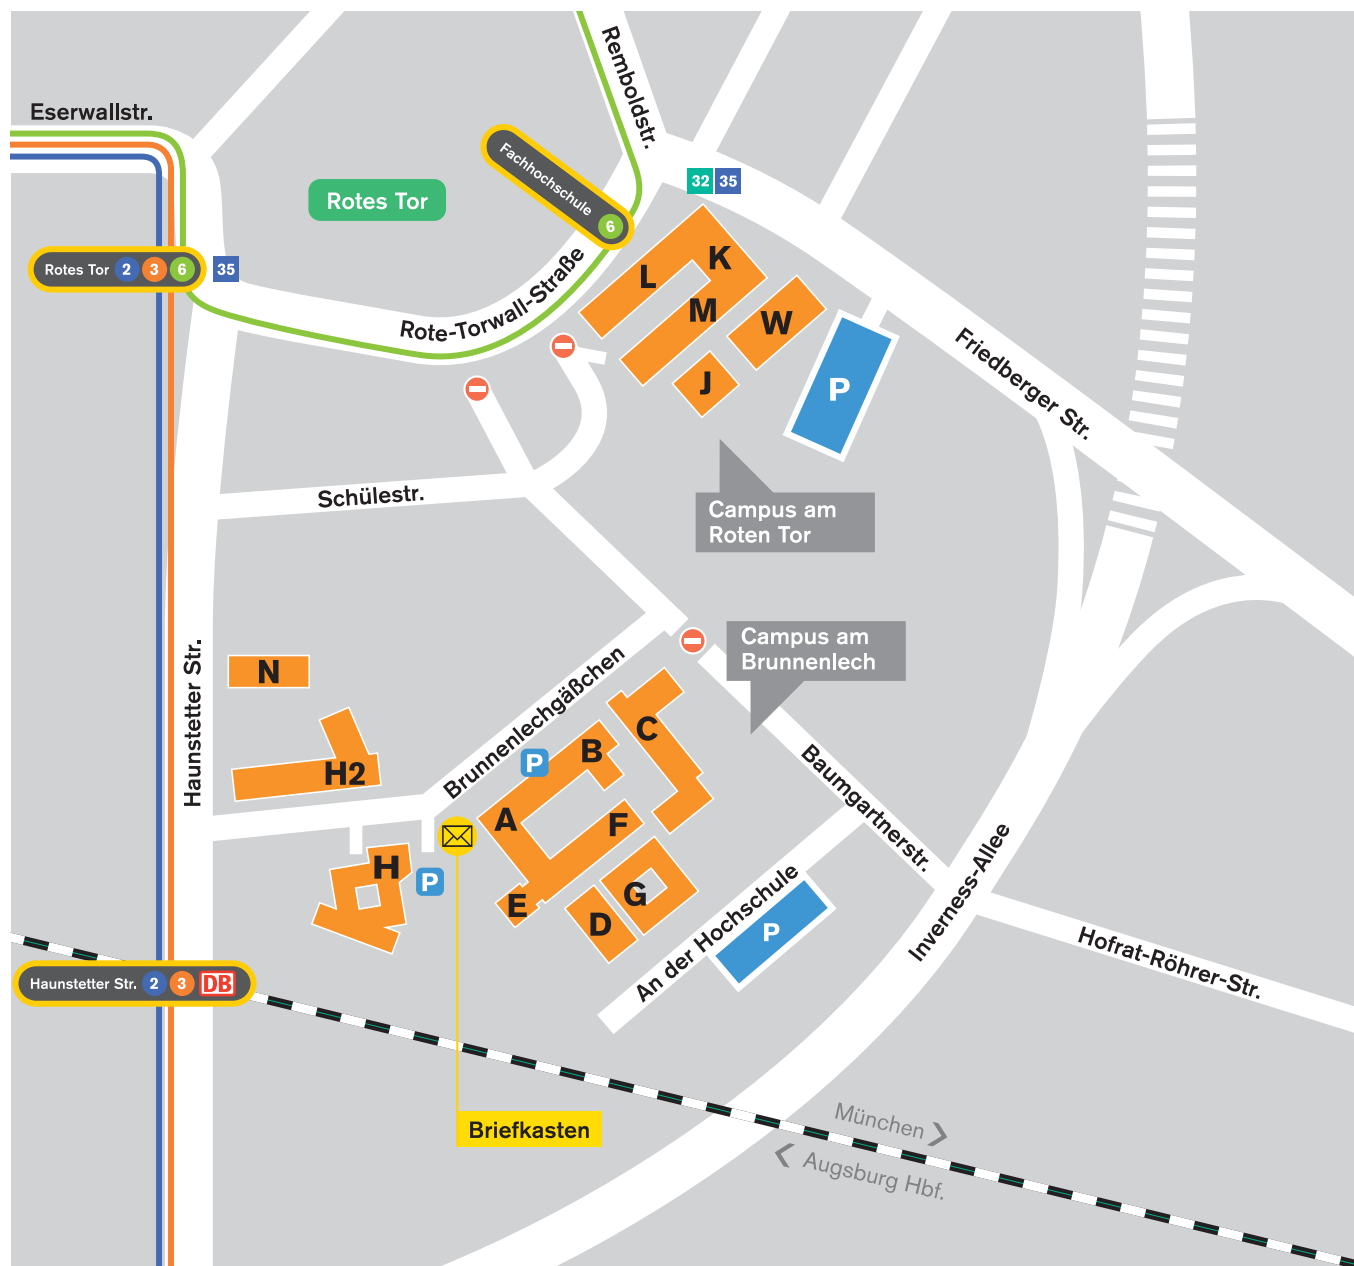 Eserwallstr.
Remboldstr.
Fachhochschule 6
Rotes Tor
32 35
Rotes Tor 2 3 6
35
Rote-Torwall-Straße
K
L
M
W
J
P
Friedberger Str.
Schülestr.
Campus am
Roten Tor
Campus am
Brunnenlech
Haunstetter Str.
N
H2
Brunnenlechgäßchen
P
C
B
A
F
H
P
G
E
D
Baumgartnerstr.
Inverness-Allee
An der Hochschule
P
Hofrat-Röhrer-Str.
Haunstetter Str. 2 3 DB
Briefkasten
München
Augsburg Hbf.